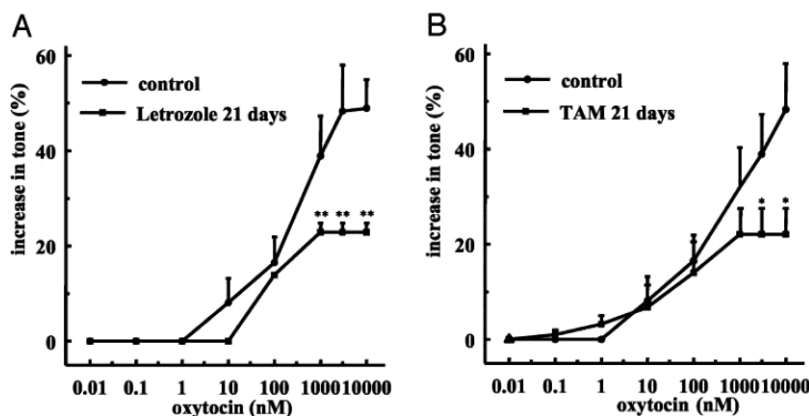 A
increase in tone (%)
60
40
20
0
control
Letrozole 21 days
** ** **
0.01 0.1 1 10 100 1000 10000
oxytocin (nM)
B
increase in tone (%)
60
40
20
0
control
TAM 21 days
* *
0.01 0.1 1 10 100 1000 10000
oxytocin (nM)